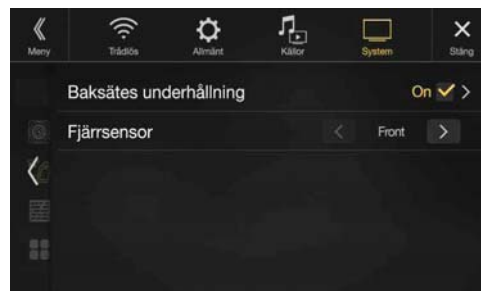 Meny Trådlös Allmänt Källor System Stäng
Baksätes underhållning On
Fjärrsensor Front